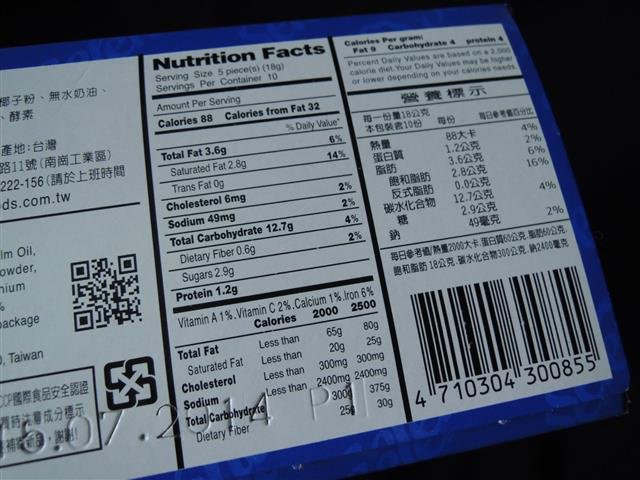 椰子粉、無水奶油、
、酵素
產地:台灣
路11號(南崗工業區)
222-156(請於上班時間
ds.com.tw
lm Oil,
owder,
nium
%
package
0, Taiwan
CP國際食品安全認證
8.07.2014 P
Nutrition Facts
Serving Size 5 piece(s) (18g)
Servings Per Container 10
Amount Per Serving
Calories 88 Calories from Fat 32
% Daily Value*
Total Fat 3.6g 6%
Saturated Fat 2.8g 14%
Trans Fat 0g
Cholesterol 6mg 2%
Sodium 49mg 2%
Total Carbohydrate 12.7g 4%
Dietary Fiber 0.6g 2%
Sugars 2.9g
Protein 1.2g
Vitamin A 1%, Vitamin C 2%, Calcium 1%, Iron 6%
Calories 2000 2500
Total Fat Less than 65g 80g
Saturated Fat Less than 20g 25g
Cholesterol Less than 300mg 300mg
Sodium Less than 2400mg 2400mg
Total Carbohydrate 300g 375g
Dietary Fiber 25g 30g
Calories Per gram:
Fat 9 Carbohydrate 4 protein 4
Percent Daily Values are based on a 2,000
calorie diet.Your Daily Values may be higher
or lower depending on your calories needs.
營養標示
每一份量18公克
本包裝含10份 每份 每日參考值百分比
熱量 88大卡 4%
蛋白質 1.2公克 2%
脂肪 3.6公克 6%
飽和脂肪 2.8公克 16%
反式脂肪 0.0公克
碳水化合物 12.7公克 4%
糖 2.9公克
鈉 49毫克 2%
每日參考值/熱量2000大卡.蛋白質60公克.脂肪60公克.
飽和脂肪18公克.碳水化合物300公克.鈉2400毫克
4 710304 300855